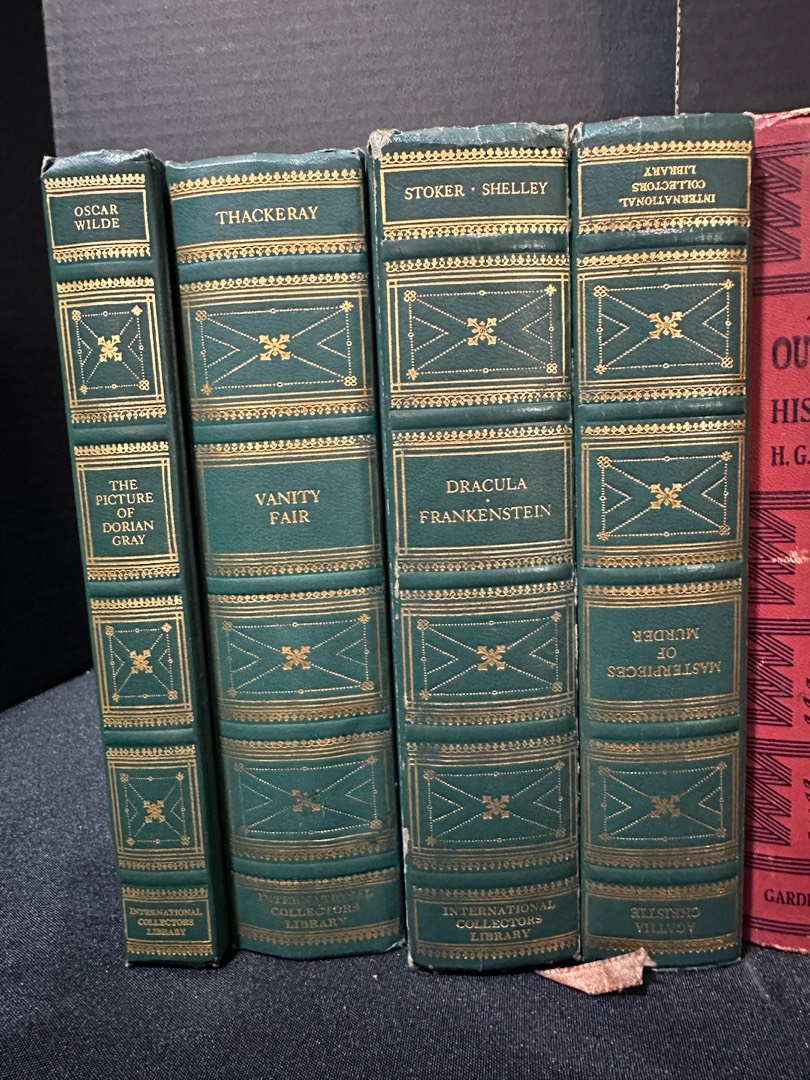 OSCAR
WILDE
THE
PICTURE
OF
DORIAN
GRAY
INTERNATIONAL
COLLECTORS
LIBRARY
THACKERAY
VANITY
FAIR
INTERNATIONAL
COLLECTORS
LIBRARY
STOKER · SHELLEY
DRACULA
·
FRANKENSTEIN
INTERNATIONAL
COLLECTORS
LIBRARY
AGATHA
CHRISTIE
MASTERPIECES
OF
MURDER
INTERNATIONAL
COLLECTORS
LIBRARY
OU
HIS
H. G.
GARD